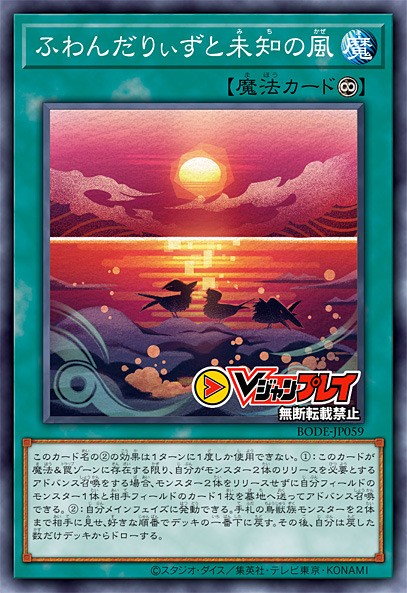 ふわんだりぃずと未知の風
魔
【魔法カード】
Vジャンプレイ
無断転載禁止
BODE-JP059
このカード名の②の効果は1ターンに1度しか使用できない。①：このカードが
魔法&罠ゾーンに存在する限り、自分がモンスター2体のリリースを必要とする
アドバンス召喚をする場合、モンスター2体をリリースせずに自分フィールドの
モンスター1体と相手フィールドのカード1枚を墓地へ送ってアドバンス召喚
できる。②：自分メインフェイズに発動できる。手札の鳥獣族モンスターを2体
まで相手に見せ、好きな順番でデッキの一番下に戻す。その後、自分は戻した
数だけデッキからドローする。
©スタジオ・ダイス／集英社・テレビ東京・KONAMI